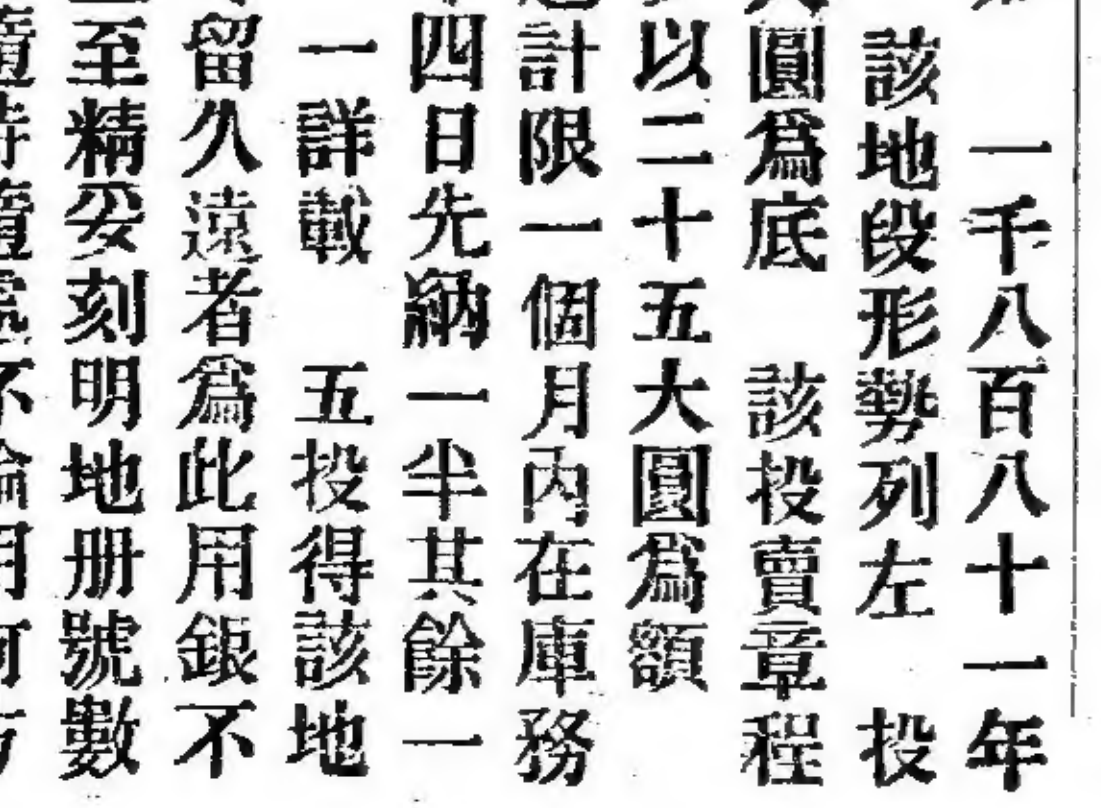 一千八百八十一年
該地段形勢列左　投
大圓爲底　該投賣章程
以二十五大圓爲額
計限一個月內在庫務
四日先納一半其餘一
一詳載　五投得該地
留久遠者爲此用銀不
至精妥刻明地册號數
不論用何方